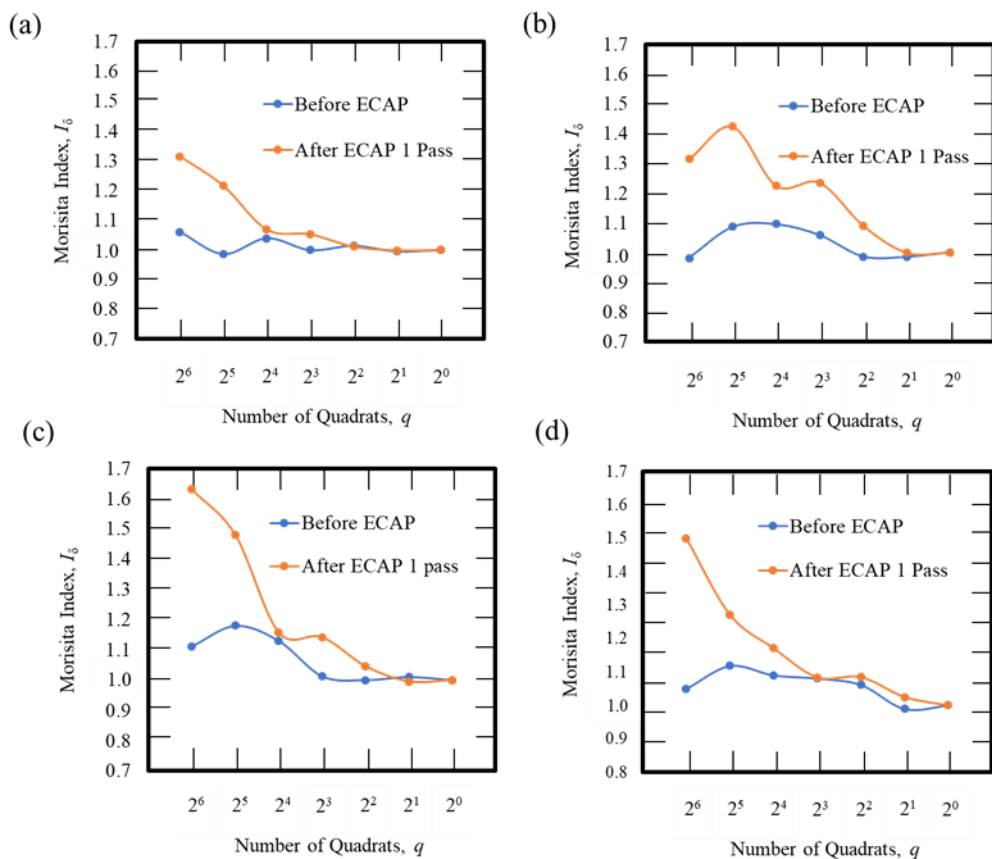 (a)
1.7
1.6
1.5
1.4
1.3
1.2
1.1
1.0
0.9
0.8
0.7
Morisita Index, Iδ
Before ECAP
After ECAP 1 Pass
2⁶ 2⁵ 2⁴ 2³ 2² 2¹ 2⁰
Number of Quadrats, q
(b)
1.7
1.6
1.5
1.4
1.3
1.2
1.1
1.0
0.9
0.8
0.7
Morisita Index, Iδ
Before ECAP
After ECAP 1 Pass
2⁶ 2⁵ 2⁴ 2³ 2² 2¹ 2⁰
Number of Quadrats, q
(c)
1.7
1.6
1.5
1.4
1.3
1.2
1.1
1.0
0.9
0.8
0.7
Morisita Index, Iδ
Before ECAP
After ECAP 1 pass
2⁶ 2⁵ 2⁴ 2³ 2² 2¹ 2⁰
Number of Quadrats, q
(d)
1.7
1.6
1.5
1.4
1.3
1.2
1.1
1.0
0.9
0.8
Morisita Index, Iδ
Before ECAP
After ECAP 1 Pass
2⁶ 2⁵ 2⁴ 2³ 2² 2¹ 2⁰
Number of Quadrats, q